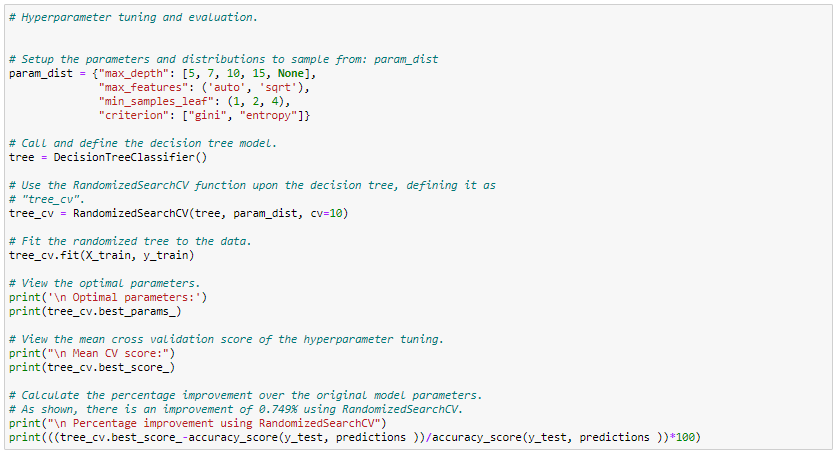 # Hyperparameter tuning and evaluation.
# Setup the parameters and distributions to sample from: param_dist
param_dist = {"max_depth": [5, 7, 10, 15, None],
"max_features": ('auto', 'sqrt'),
"min_samples_leaf": (1, 2, 4),
"criterion": ["gini", "entropy"]}
# Call and define the decision tree model.
tree = DecisionTreeClassifier()
# Use the RandomizedSearchCV function upon the decision tree, defining it as
# "tree_cv".
tree_cv = RandomizedSearchCV(tree, param_dist, cv=10)
# Fit the randomized tree to the data.
tree_cv.fit(X_train, y_train)
# View the optimal parameters.
print('\n Optimal parameters:')
print(tree_cv.best_params_)
# View the mean cross validation score of the hyperparameter tuning.
print("\n Mean CV score:")
print(tree_cv.best_score_)
# Calculate the percentage improvement over the original model parameters.
# As shown, there is an improvement of 0.749% using RandomizedSearchCV.
print("\n Percentage improvement using RandomizedSearchCV")
print(((tree_cv.best_score_-accuracy_score(y_test, predictions ))/accuracy_score(y_test, predictions ))*100)